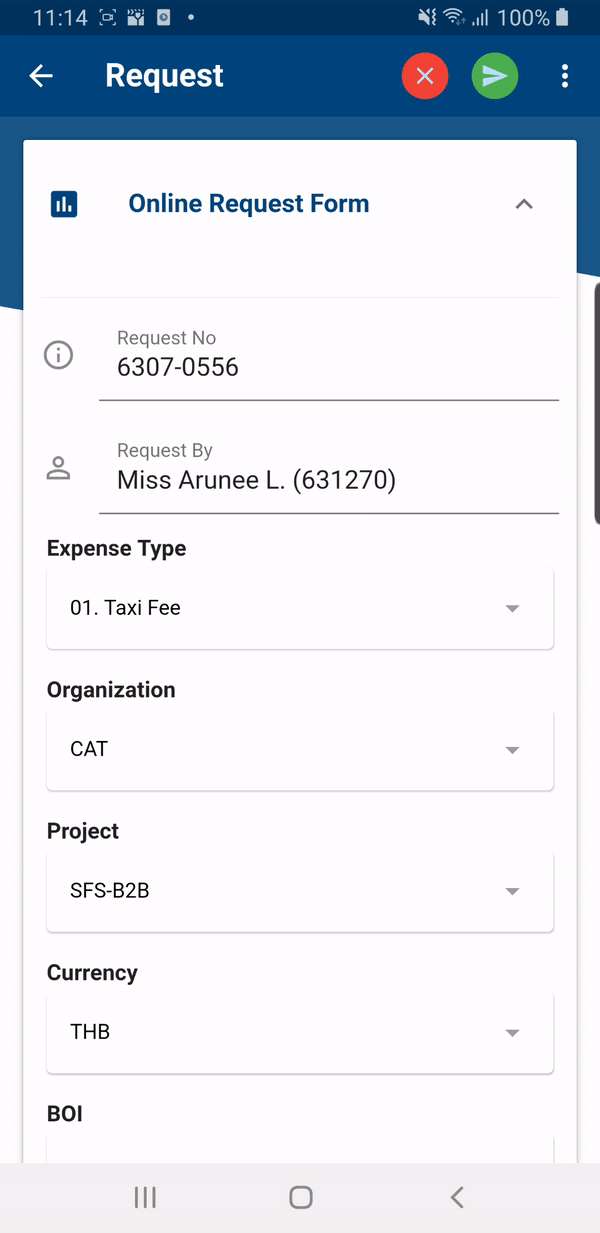 11:14
100%
Request
Online Request Form
Request No
6307-0556
Request By
Miss Arunee L. (631270)
Expense Type
01. Taxi Fee
Organization
CAT
Project
SFS-B2B
Currency
THB
BOI